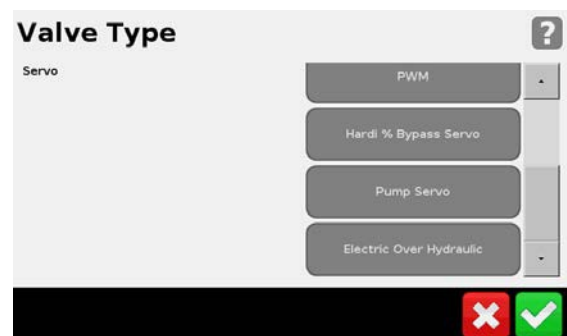 Valve Type
?
Servo
PWM
Hardi % Bypass Servo
Pump Servo
Electric Over Hydraulic